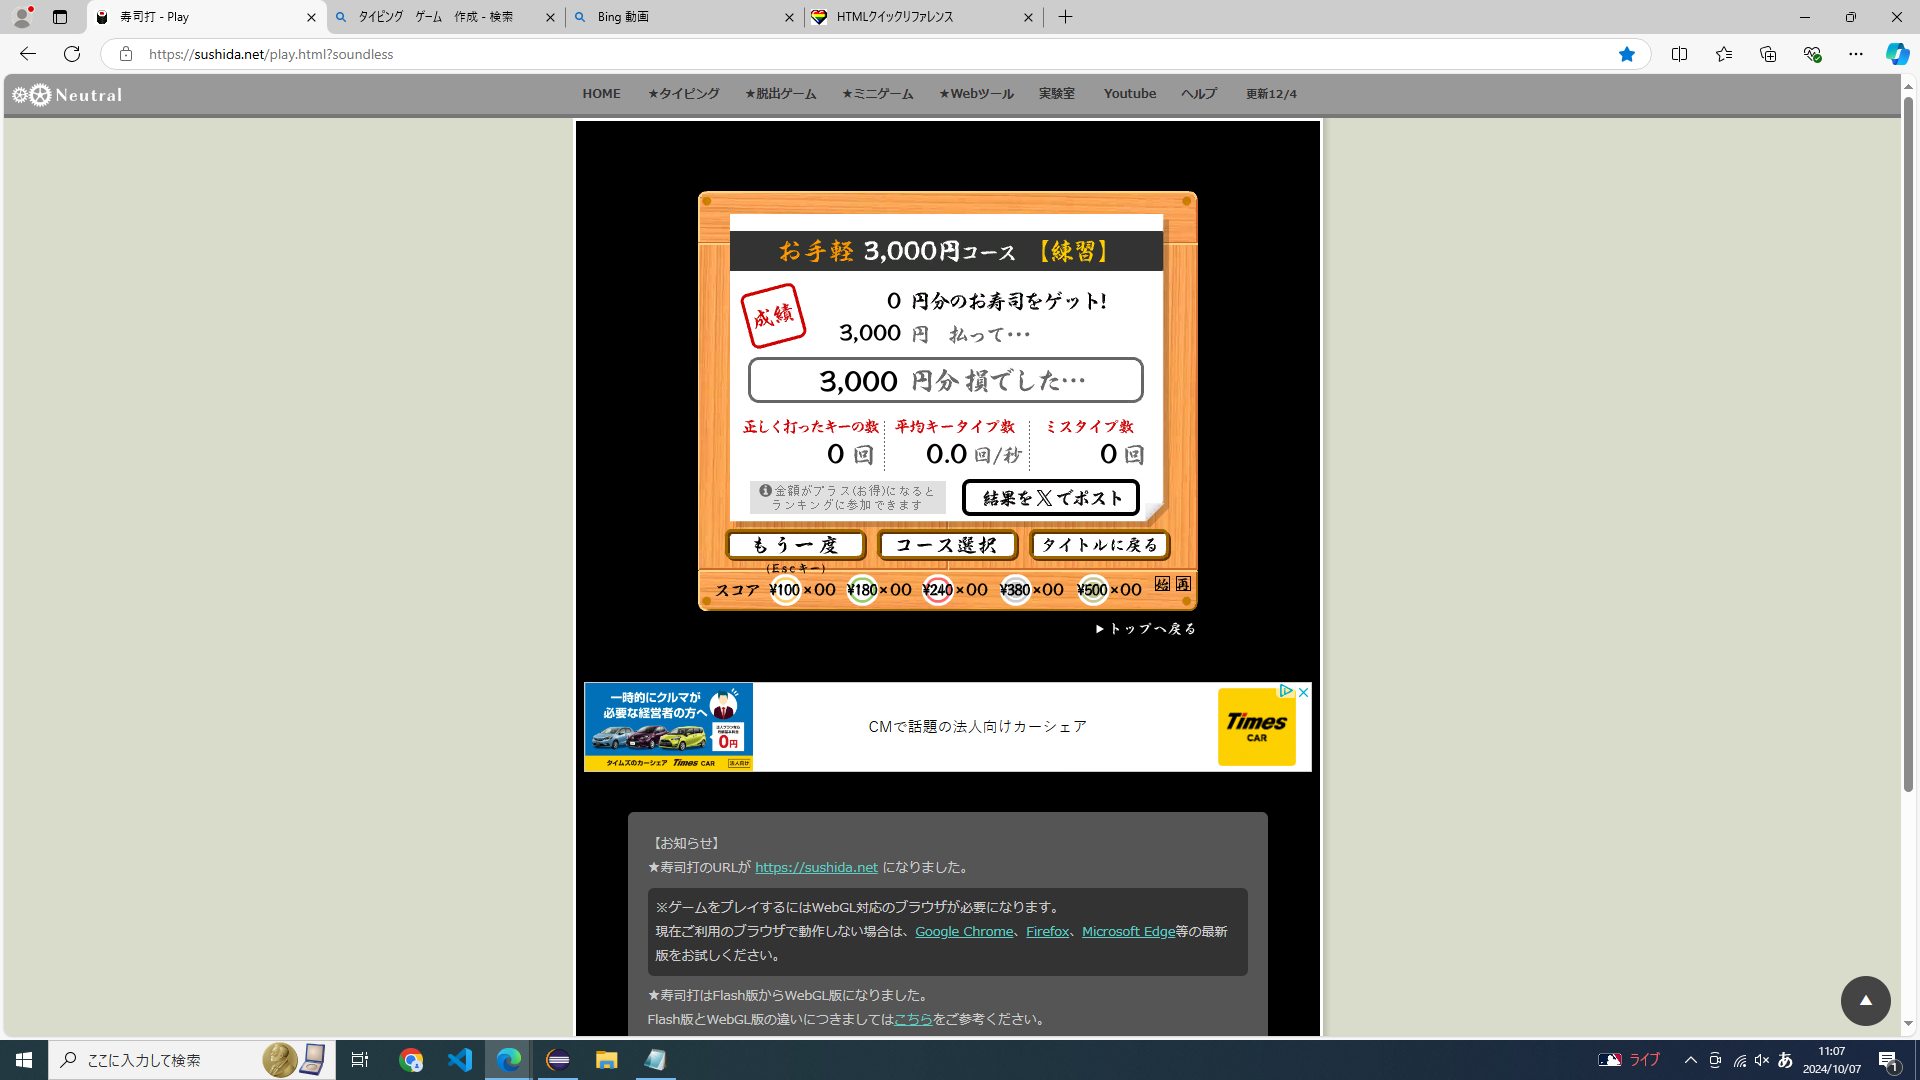 寿司打 - Play
タイピング ゲーム 作成 - 検索
Bing 動画
HTMLクイックリファレンス
https://sushida.net/play.html?soundless
Neutral
HOME ★タイピング ★脱出ゲーム ★ミニゲーム ★Webツール 実験室 Youtube ヘルプ 更新12/4
お手軽 3,000円コース 【練習】
成績
0 円分のお寿司をゲット!
3,000 円 払って…
3,000 円分 損でした…
正しく打ったキーの数 平均キータイプ数 ミスタイプ数
0 回 0.0 回/秒 0 回
金額がプラス(お得)になると
ランキングに参加できます
結果を𝕏でポスト
もう一度 コース選択 タイトルに戻る
(Escキー)
スコア ¥100×00 ¥180×00 ¥240×00 ¥380×00 ¥500×00 始 再
▶トップへ戻る
一時的にクルマが
必要な経営者の方へ
0円
タイムズのカーシェア Times CAR 法人向け
CMで話題の法人向けカーシェア
Times
CAR
【お知らせ】
★寿司打のURLが https://sushida.net になりました。
※ゲームをプレイするにはWebGL対応のブラウザが必要になります。
現在ご利用のブラウザで動作しない場合は、Google Chrome、Firefox、Microsoft Edge等の最新
版をお試しください。
★寿司打はFlash版からWebGL版になりました。
Flash版とWebGL版の違いにつきましてはこちらをご参考ください。
ここに入力して検索
ライブ
あ
11:07
2024/10/07
1